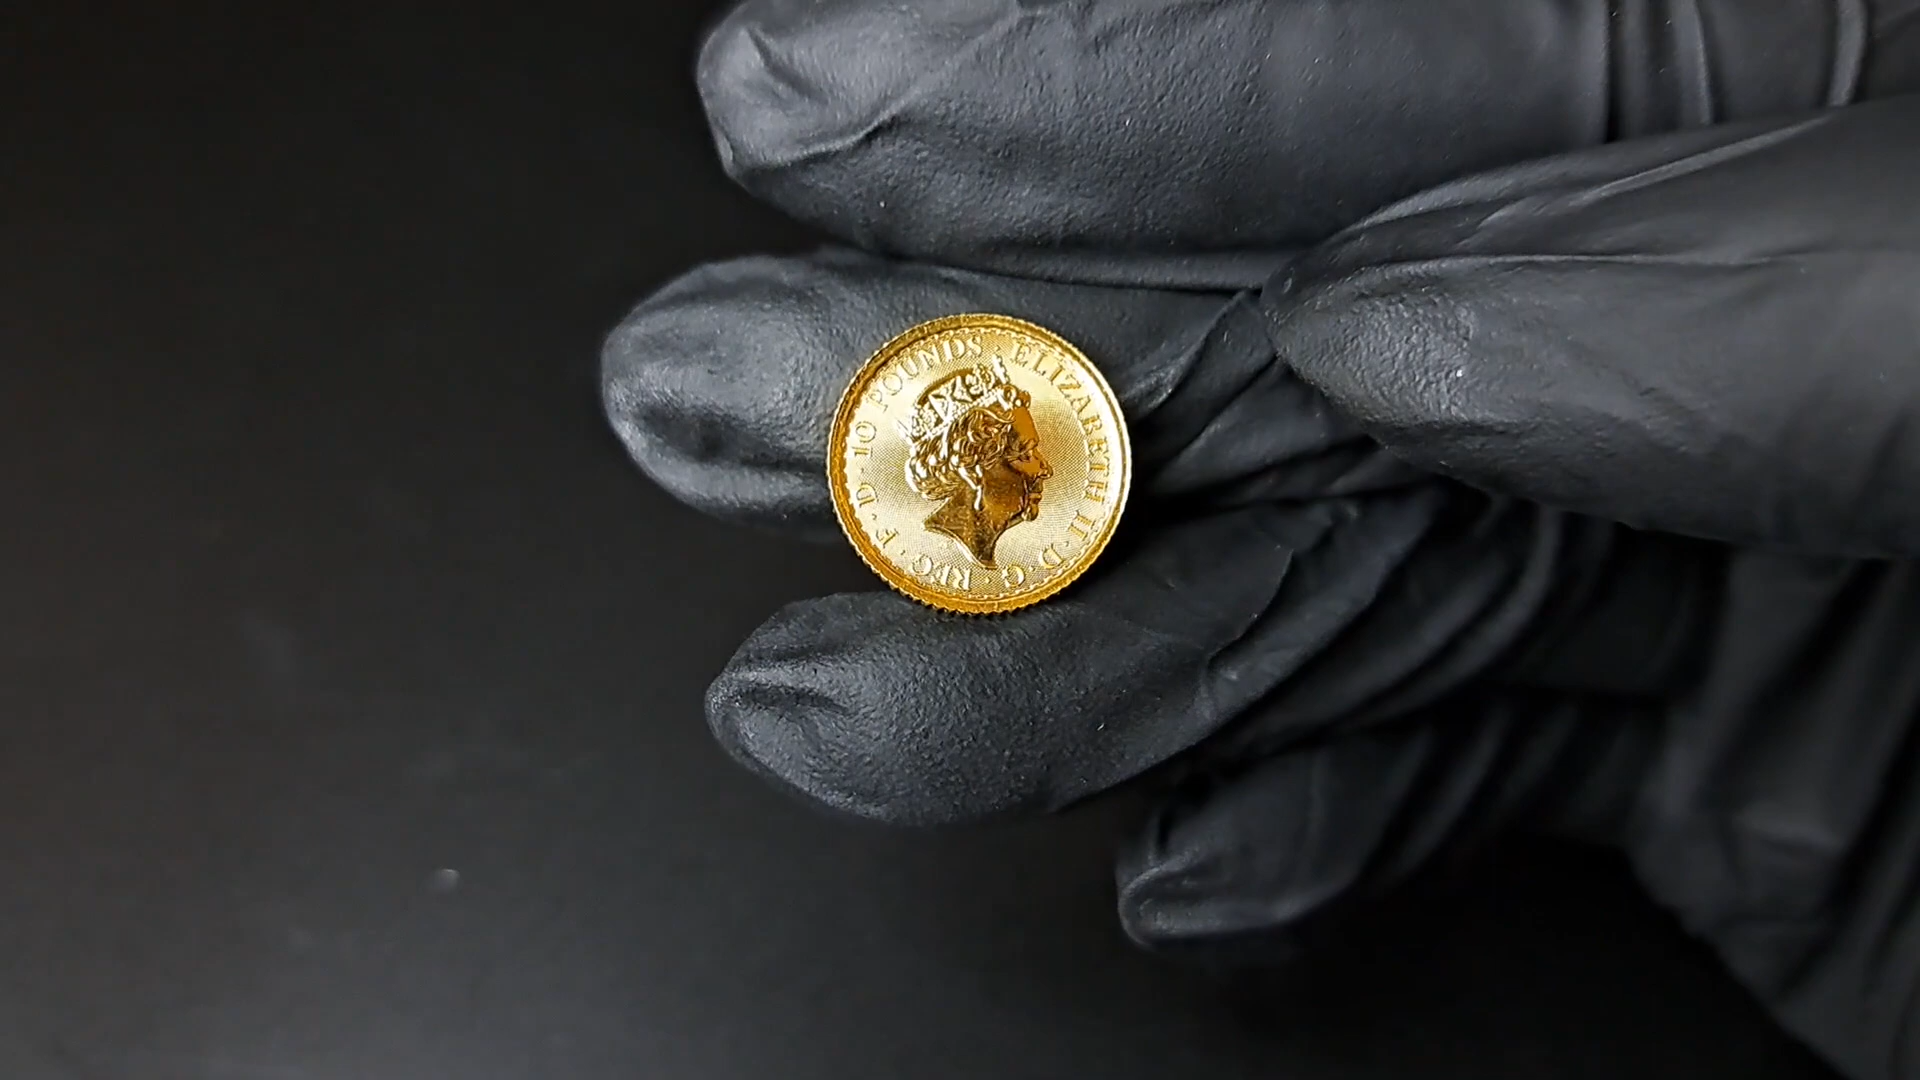 ELIZABETH II · D · G · REG · F · D · 10 POUNDS ·